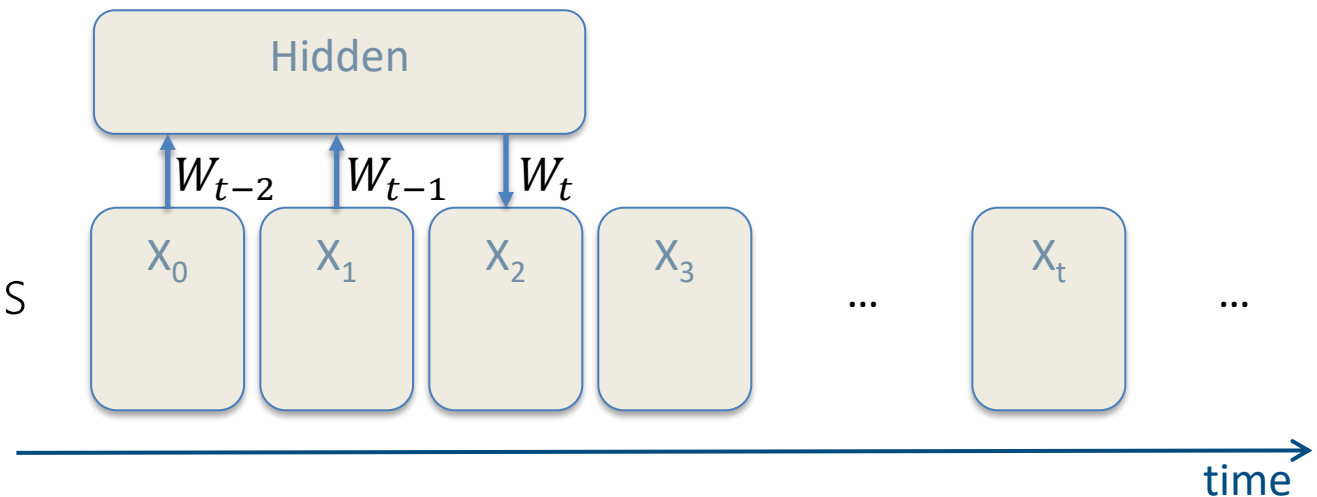 Hidden
W_{t-2} W_{t-1} W_t
S X_0 X_1 X_2 X_3 ... X_t ...
time